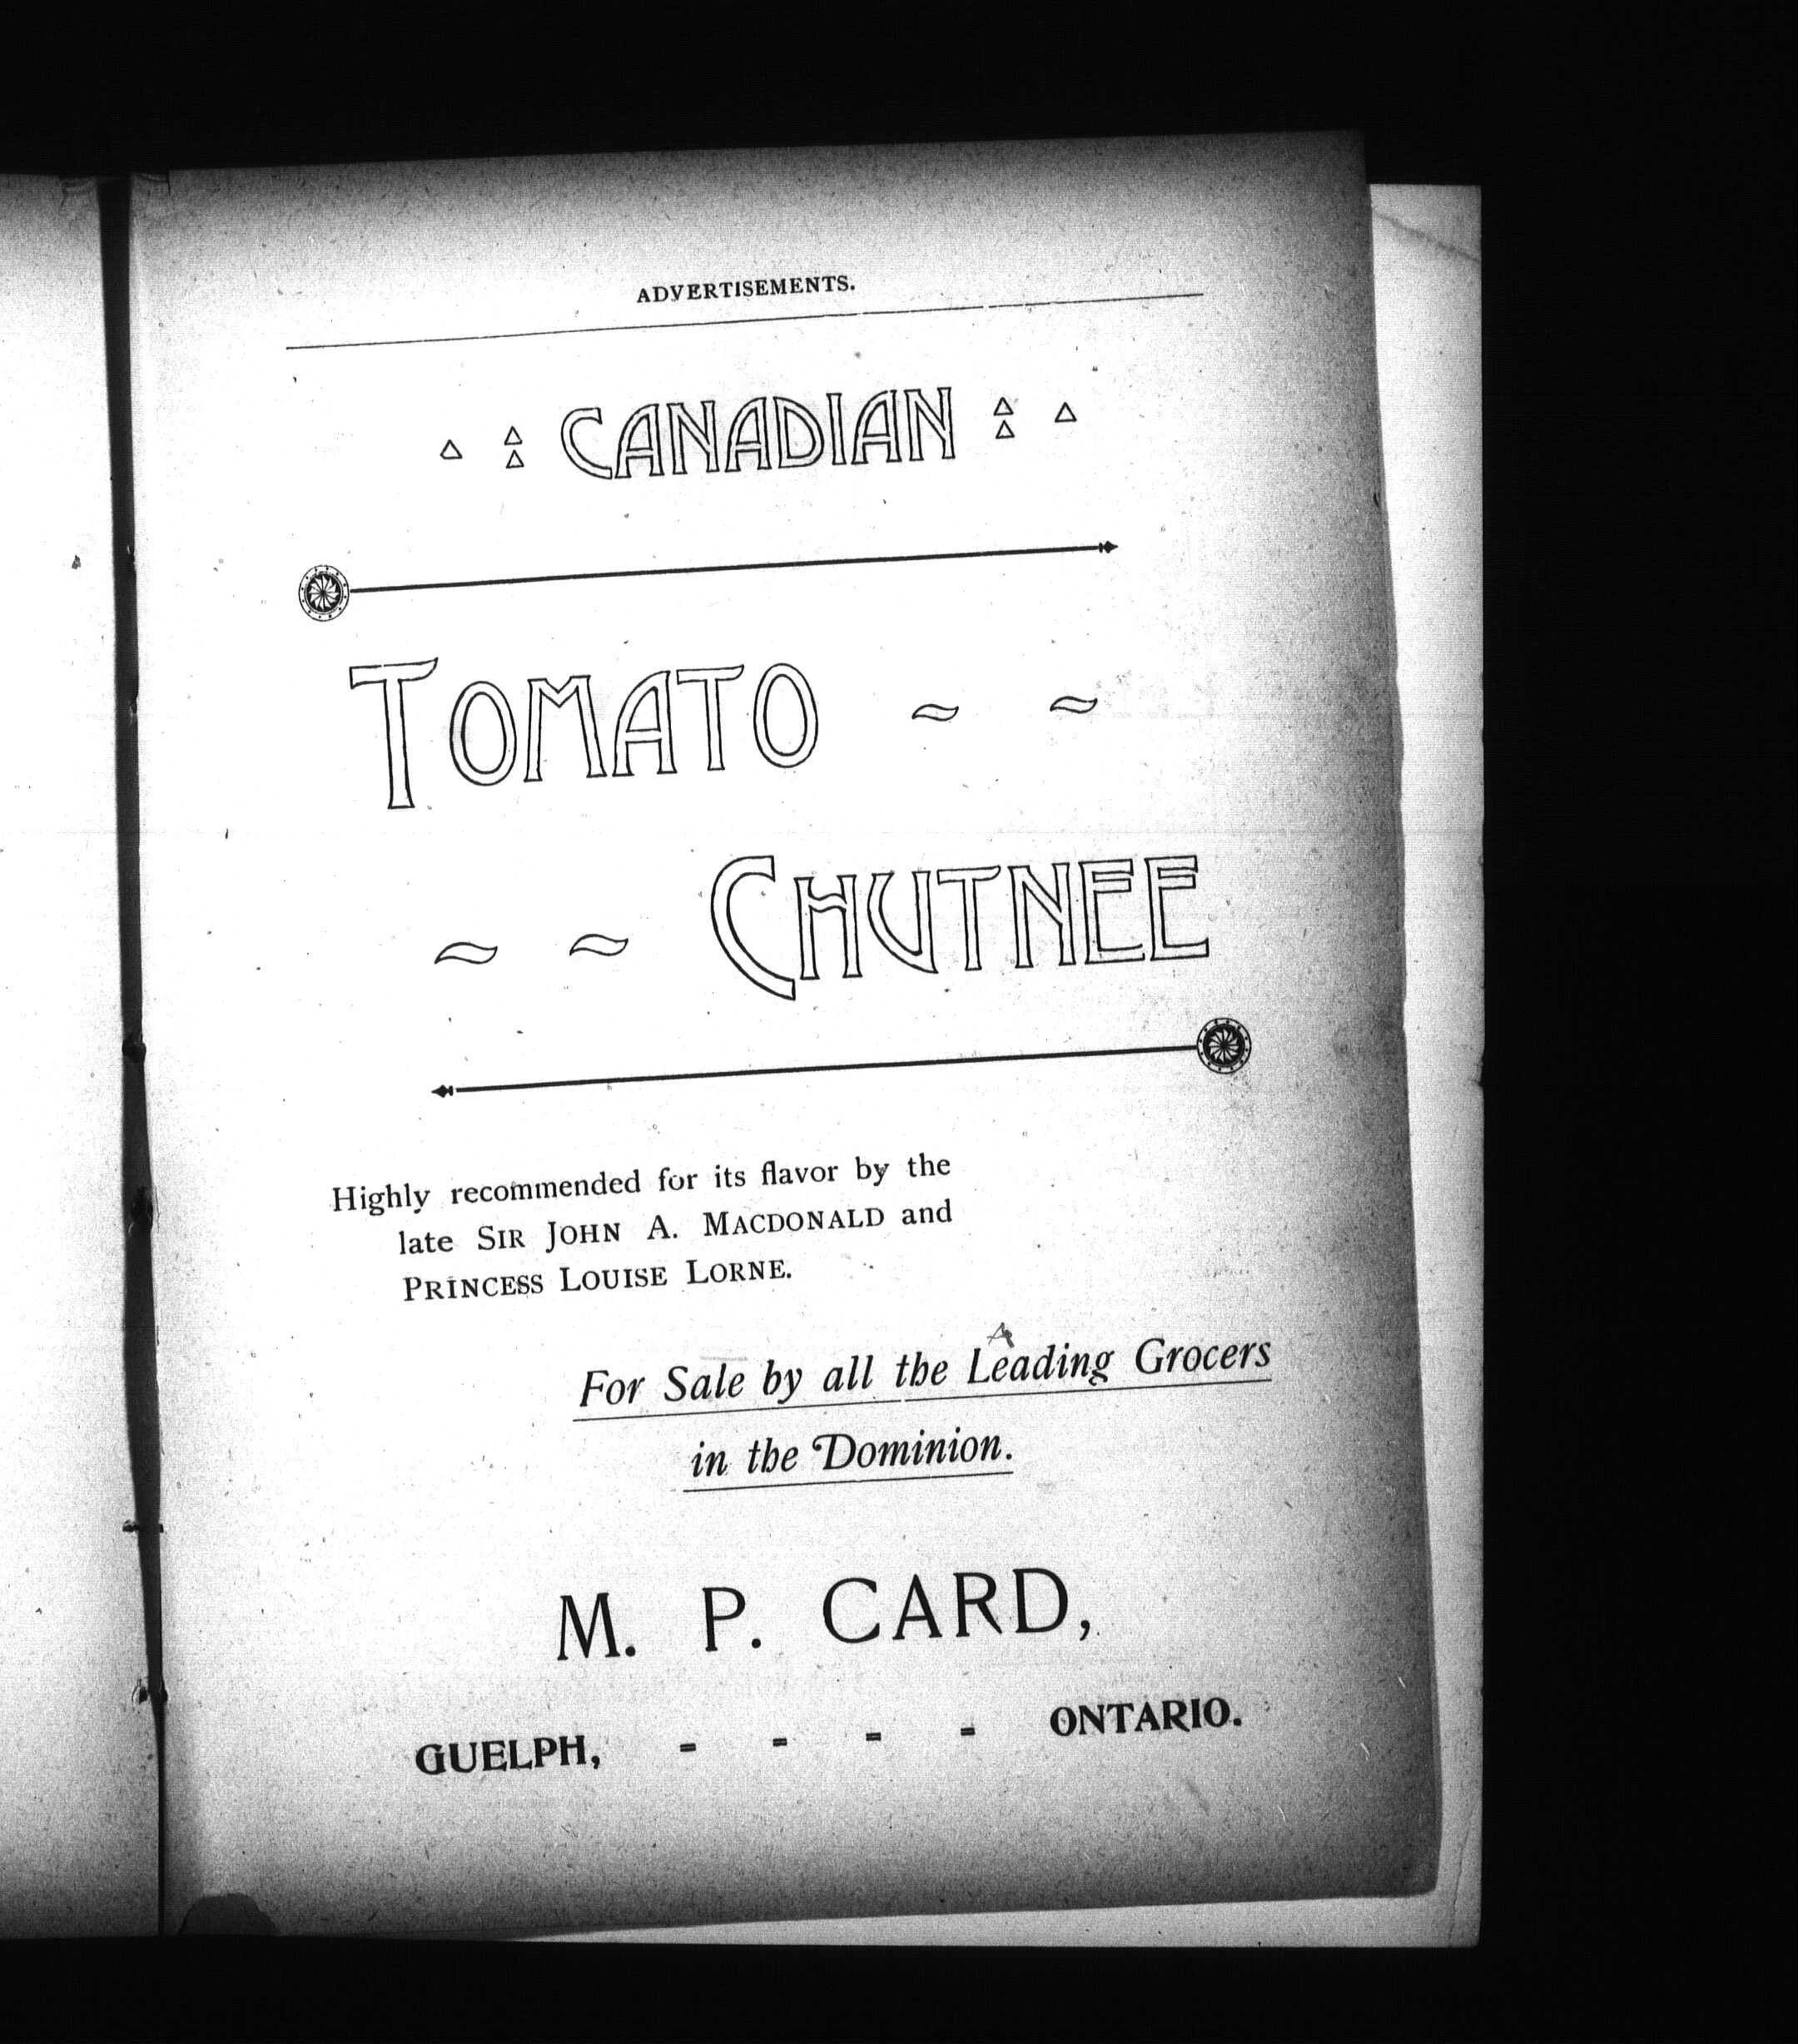 ADVERTISEMENTS.
CANADIAN
TOMATO
CHUTNEE
Highly recommended for its flavor by the
late SIR JOHN A. MACDONALD and
PRINCESS LOUISE LORNE.
For Sale by all the Leading Grocers
in the Dominion.
M. P. CARD,
GUELPH, - - - - ONTARIO.